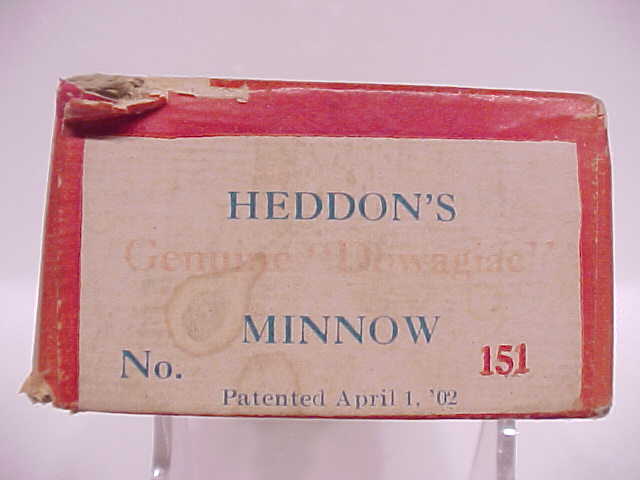 HEDDON'S
Genuine "Dowagiac"
MINNOW
No. 151
Patented April 1, '02